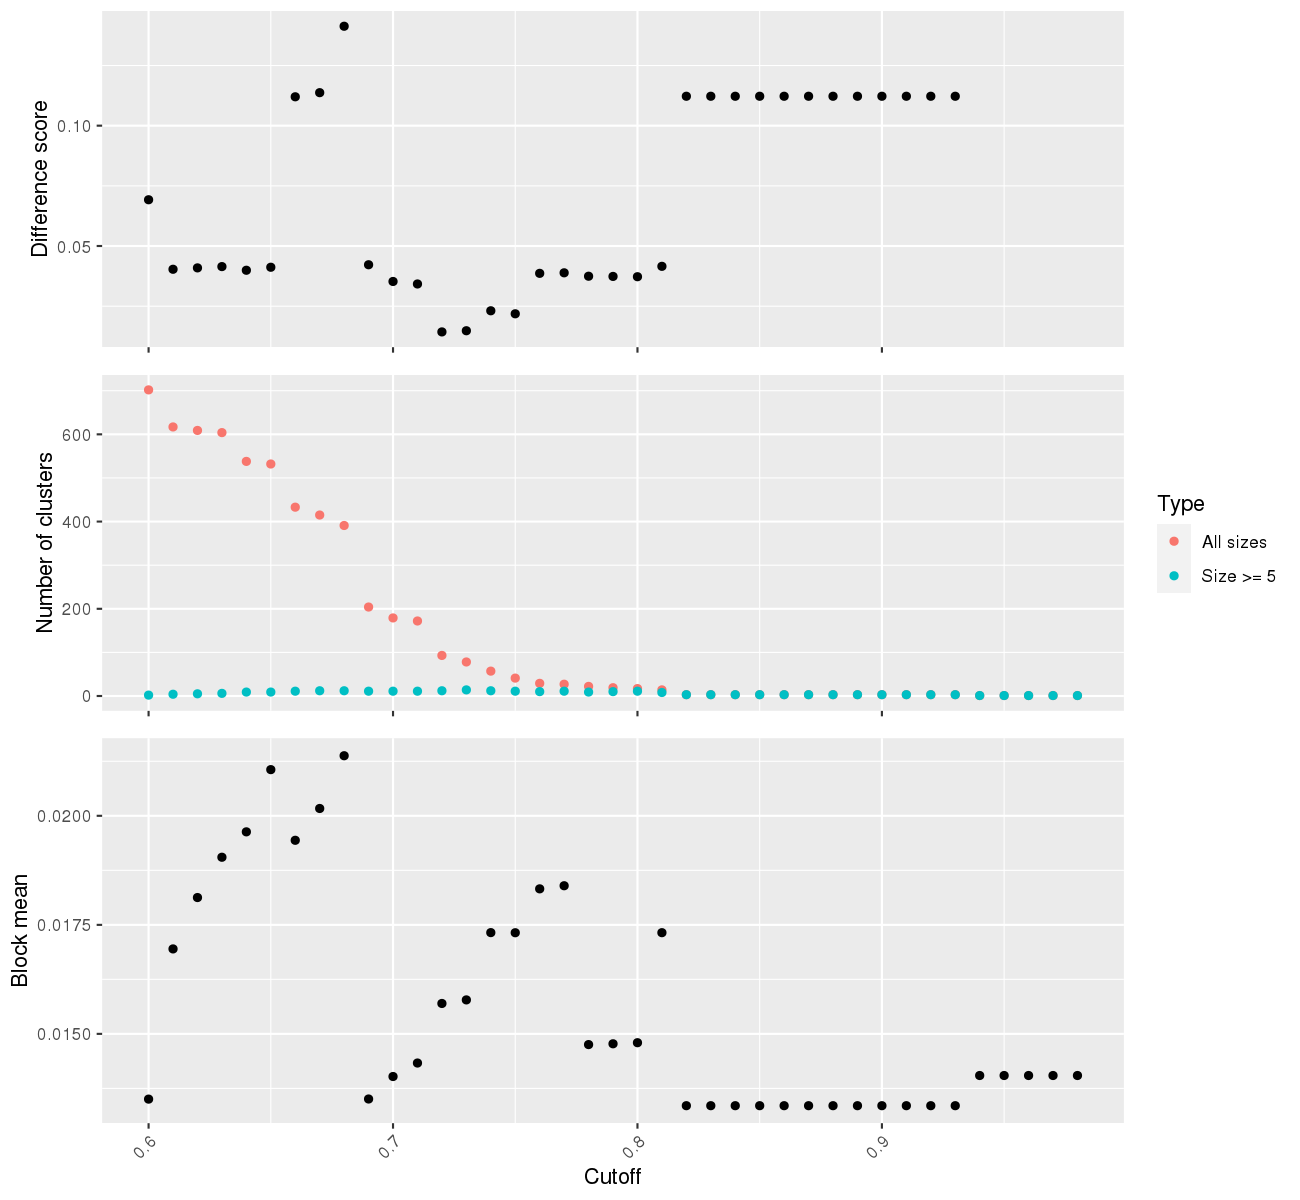 Difference score
0.10
0.05
Number of clusters
600
400
200
0
Type
All sizes
Size >= 5
Block mean
0.0200
0.0175
0.0150
0.6
0.7
0.8
0.9
Cutoff